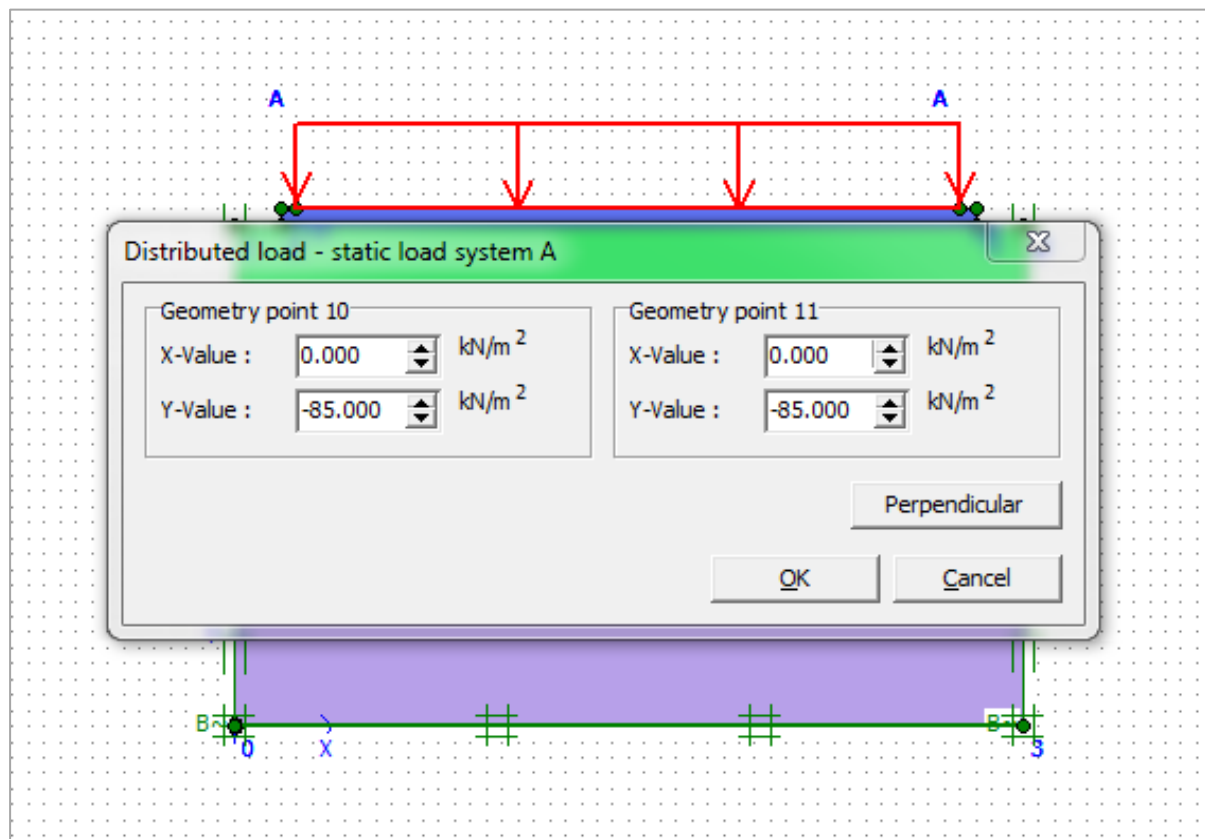 A A
Distributed load - static load system A
Geometry point 10
X-Value : 0.000 kN/m 2
Y-Value : -85.000 kN/m 2
Geometry point 11
X-Value : 0.000 kN/m 2
Y-Value : -85.000 kN/m 2
Perpendicular
OK Cancel
B B
0 X 3